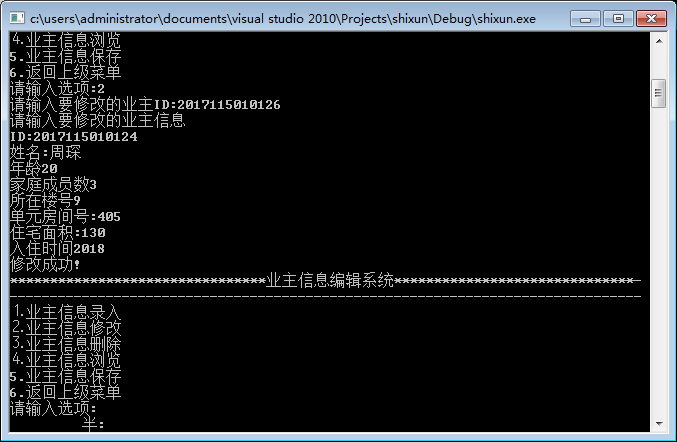 c:\users\administrator\documents\visual studio 2010\Projects\shixun\Debug\shixun.exe
4.业主信息浏览
5.业主信息保存
6.返回上级菜单
请输入选项:2
请输入要修改的业主ID:2017115010126
请输入要修改的业主信息
ID:2017115010124
姓名:周琛
年龄20
家庭成员数3
所在楼号9
单元房间号:405
住宅面积:130
入住时间2018
修改成功!
********************************业主信息编辑系统******************************-
-------------------------------------------------------------------------------
1.业主信息录入
2.业主信息修改
3.业主信息删除
4.业主信息浏览
5.业主信息保存
6.返回上级菜单
请输入选项:
半: